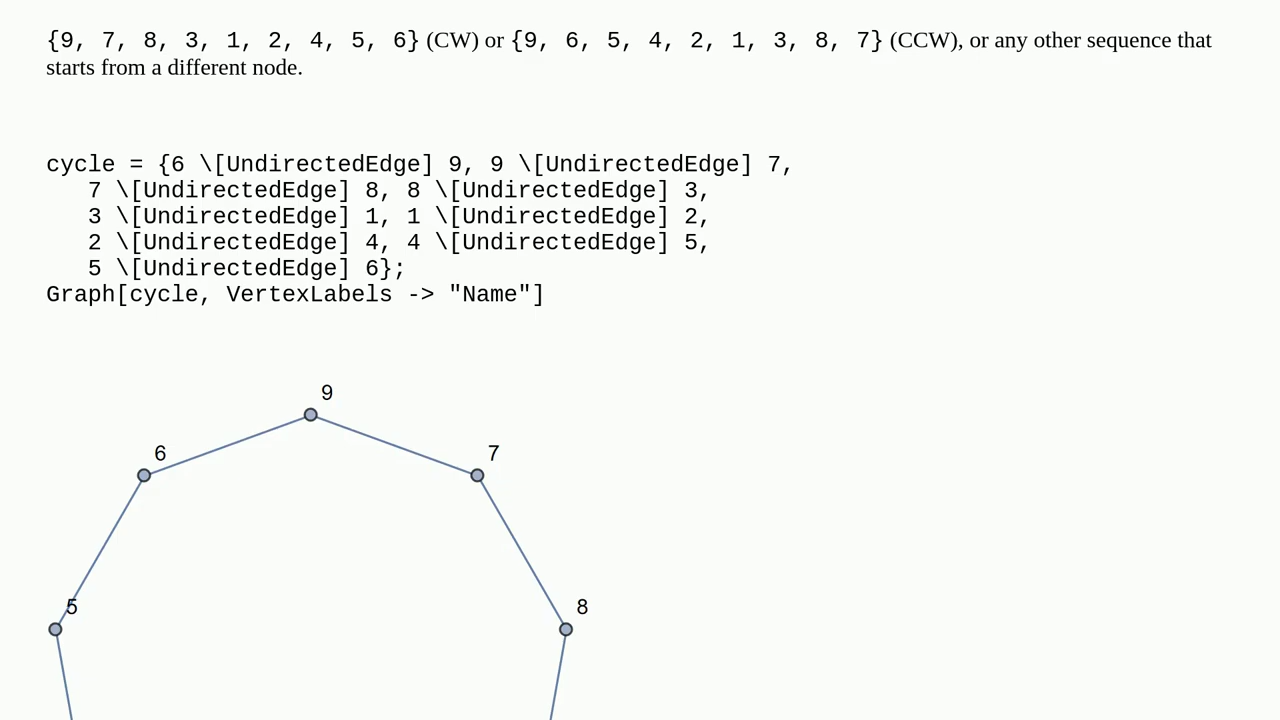 {9, 7, 8, 3, 1, 2, 4, 5, 6} (CW) or {9, 6, 5, 4, 2, 1, 3, 8, 7} (CCW), or any other sequence that
starts from a different node.
cycle = {6 \[UndirectedEdge] 9, 9 \[UndirectedEdge] 7,
   7 \[UndirectedEdge] 8, 8 \[UndirectedEdge] 3,
   3 \[UndirectedEdge] 1, 1 \[UndirectedEdge] 2,
   2 \[UndirectedEdge] 4, 4 \[UndirectedEdge] 5,
   5 \[UndirectedEdge] 6};
Graph[cycle, VertexLabels -> "Name"]
9
6
7
5
8